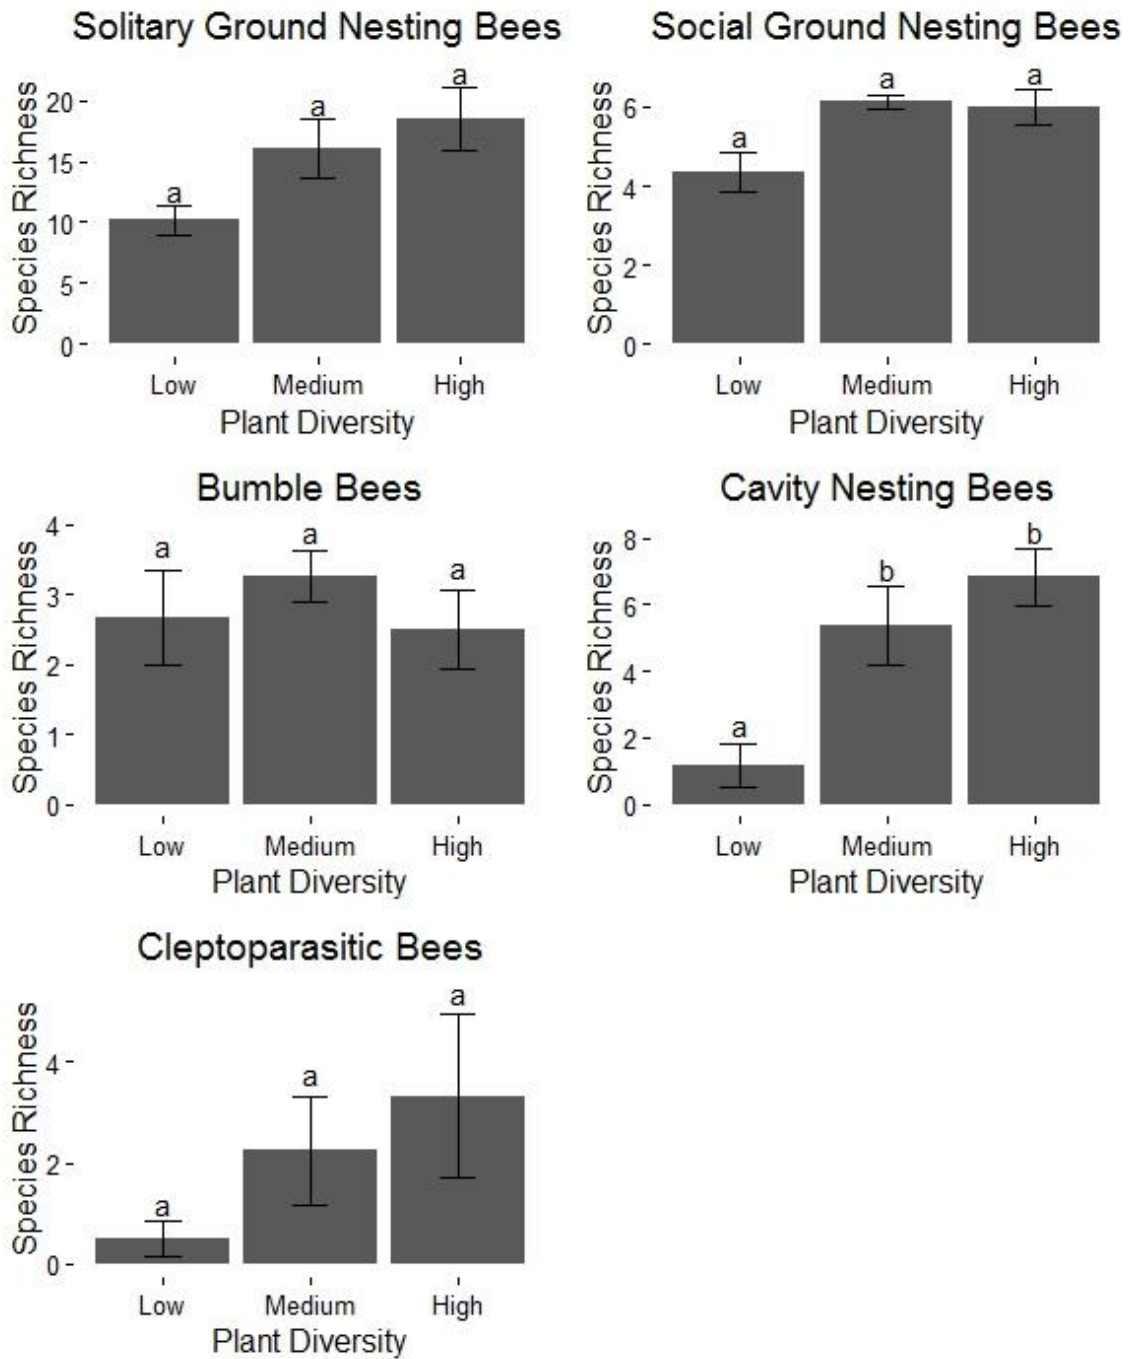 Solitary Ground Nesting Bees
Species Richness
20
15
10
5
0
a
a
a
Low Medium High
Plant Diversity
Social Ground Nesting Bees
Species Richness
6
4
2
0
a
a
a
Low Medium High
Plant Diversity
Bumble Bees
Species Richness
4
3
2
1
0
a
a
a
Low Medium High
Plant Diversity
Cavity Nesting Bees
Species Richness
8
6
4
2
0
a
b
b
Low Medium High
Plant Diversity
Cleptoparasitic Bees
Species Richness
4
2
0
a
a
a
Low Medium High
Plant Diversity